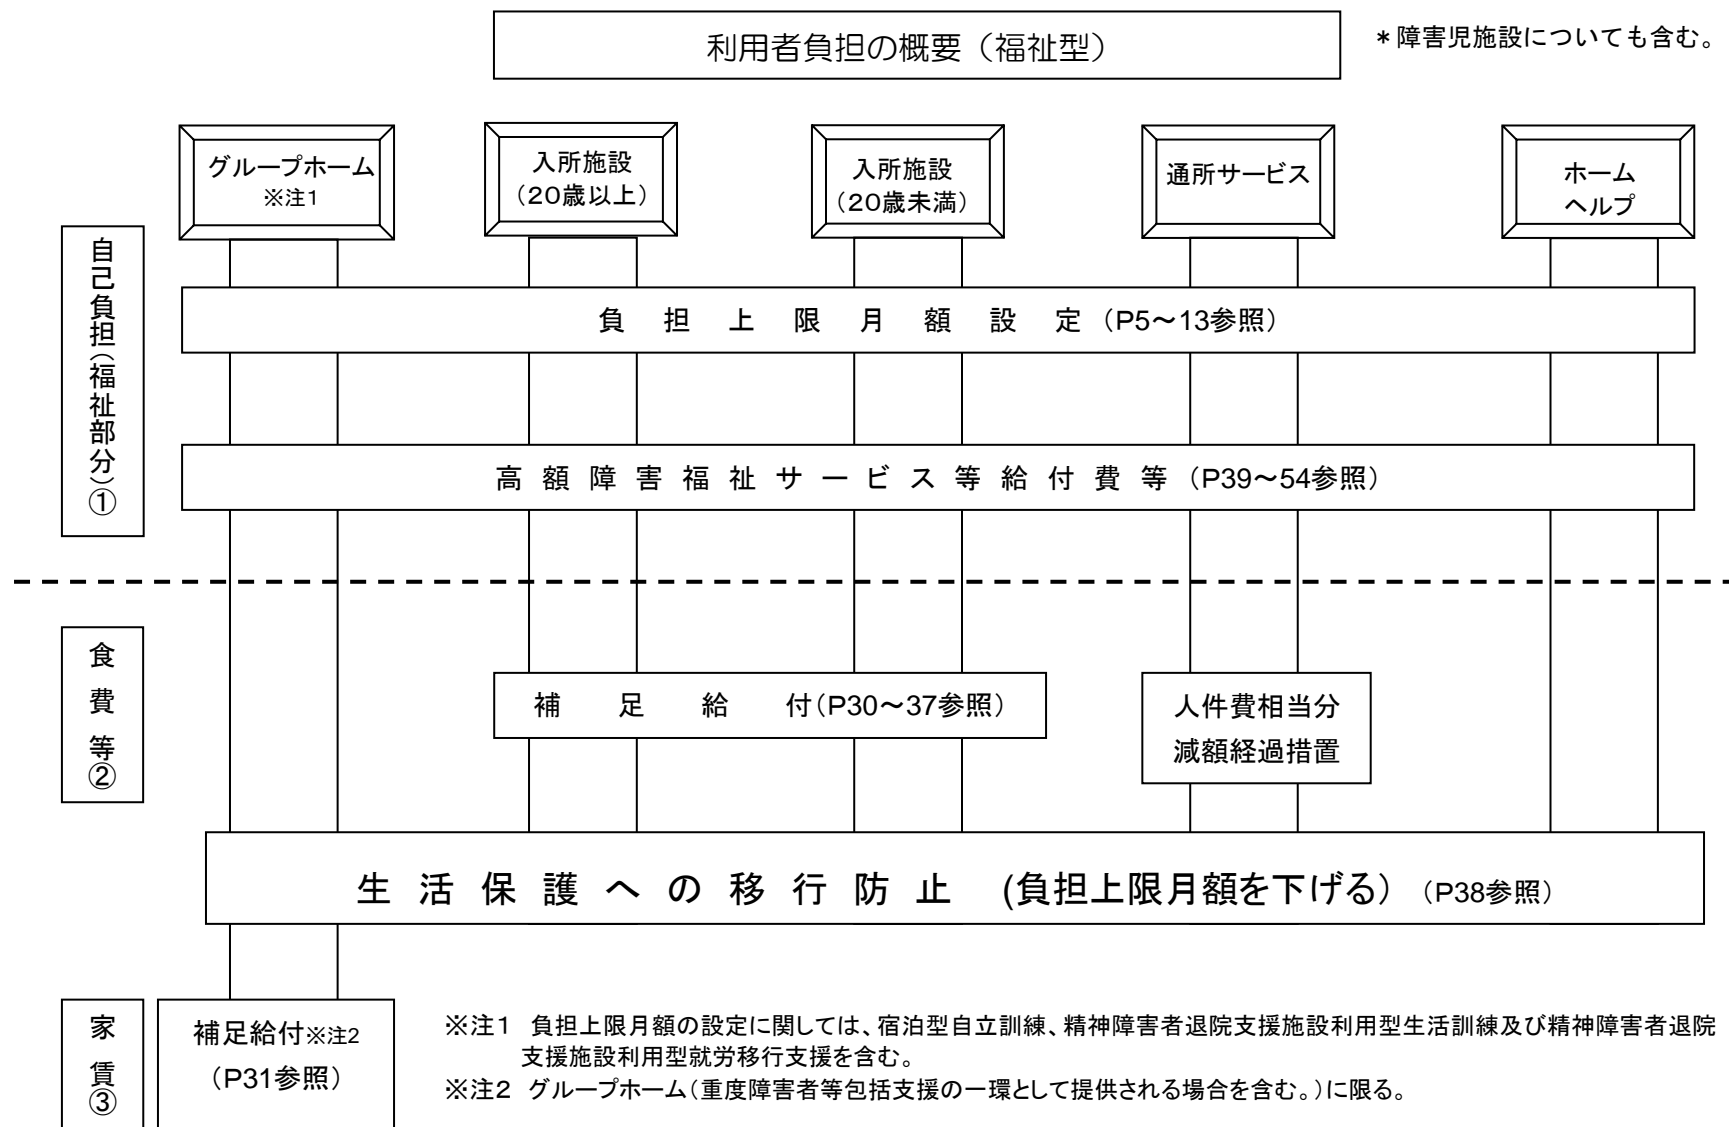 利用者負担の概要（福祉型）
＊障害児施設についても含む。
グループホーム
※注1
入所施設
（20歳以上）
入所施設
（20歳未満）
通所サービス
ホーム
ヘルプ
自己負担（福祉部分）①
負担上限月額設定（P5～13参照）
高額障害福祉サービス等給付費等（P39～54参照）
食費等②
補足給付（P30～37参照）
人件費相当分
減額経過措置
生活保護への移行防止 (負担上限月額を下げる）（P38参照）
家賃③
補足給付※注2
（P31参照）
※注1 負担上限月額の設定に関しては、宿泊型自立訓練、精神障害者退院支援施設利用型生活訓練及び精神障害者退院
支援施設利用型就労移行支援を含む。
※注2 グループホーム（重度障害者等包括支援の一環として提供される場合を含む。）に限る。